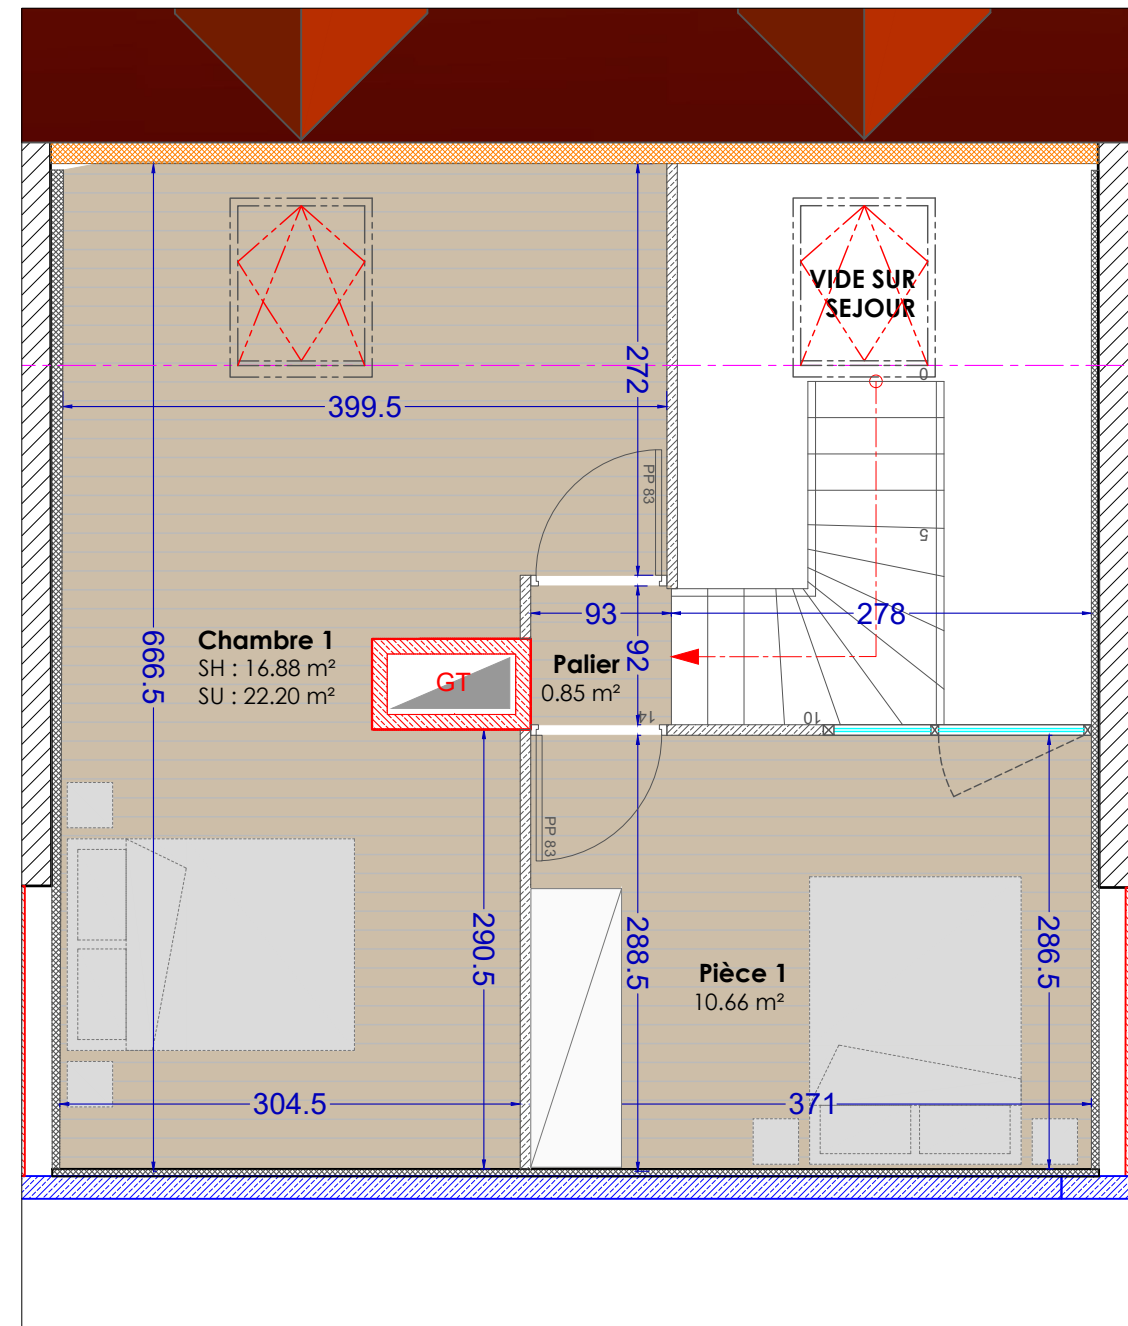 VIDE SUR
SEJOUR
0
272
399.5
PP 83
5
93
278
666.5
Chambre 1
SH : 16.88 m²
SU : 22.20 m²
GT
92
Palier
0.85 m²
14
10
PP 83
290.5
288.5
286.5
Pièce 1
10.66 m²
304.5
371